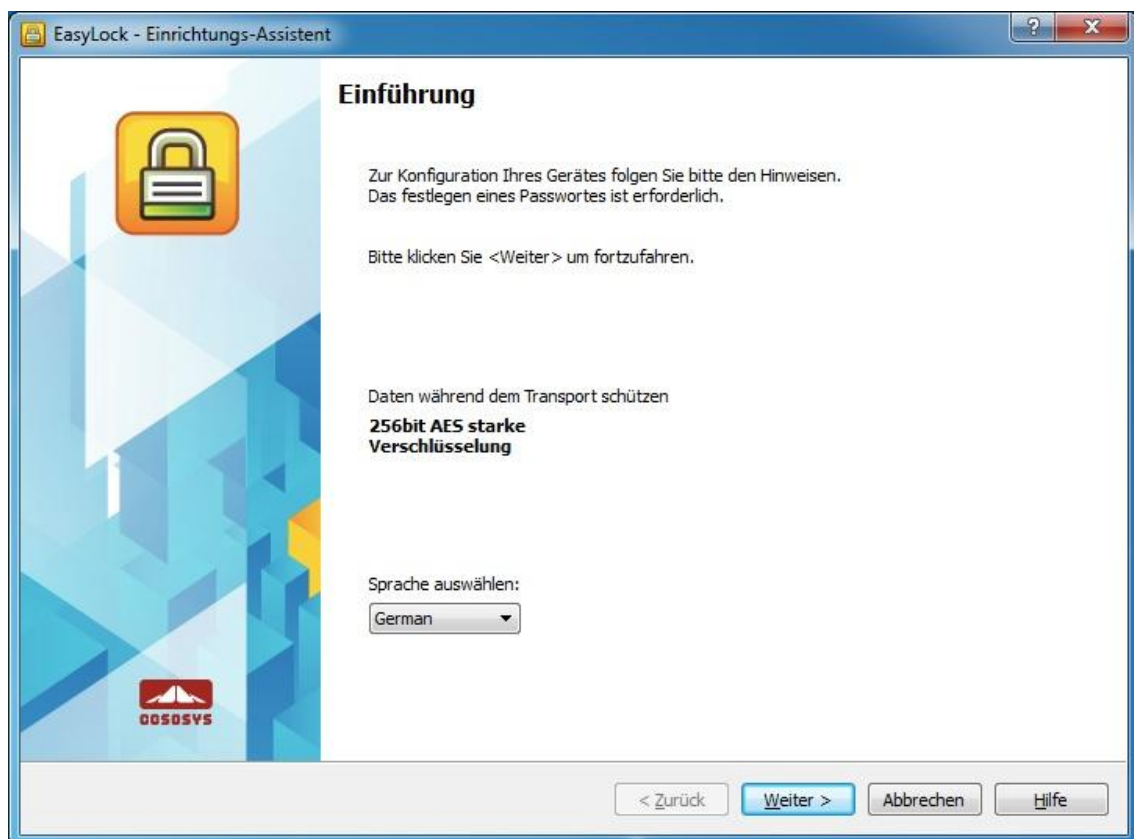 EasyLock - Einrichtungs-Assistent
?
X
Einführung
Zur Konfiguration Ihres Gerätes folgen Sie bitte den Hinweisen.
Das festlegen eines Passwortes ist erforderlich.
Bitte klicken Sie <Weiter> um fortzufahren.
Daten während dem Transport schützen
256bit AES starke
Verschlüsselung
Sprache auswählen:
German
COSOSYS
< Zurück
Weiter >
Abbrechen
Hilfe